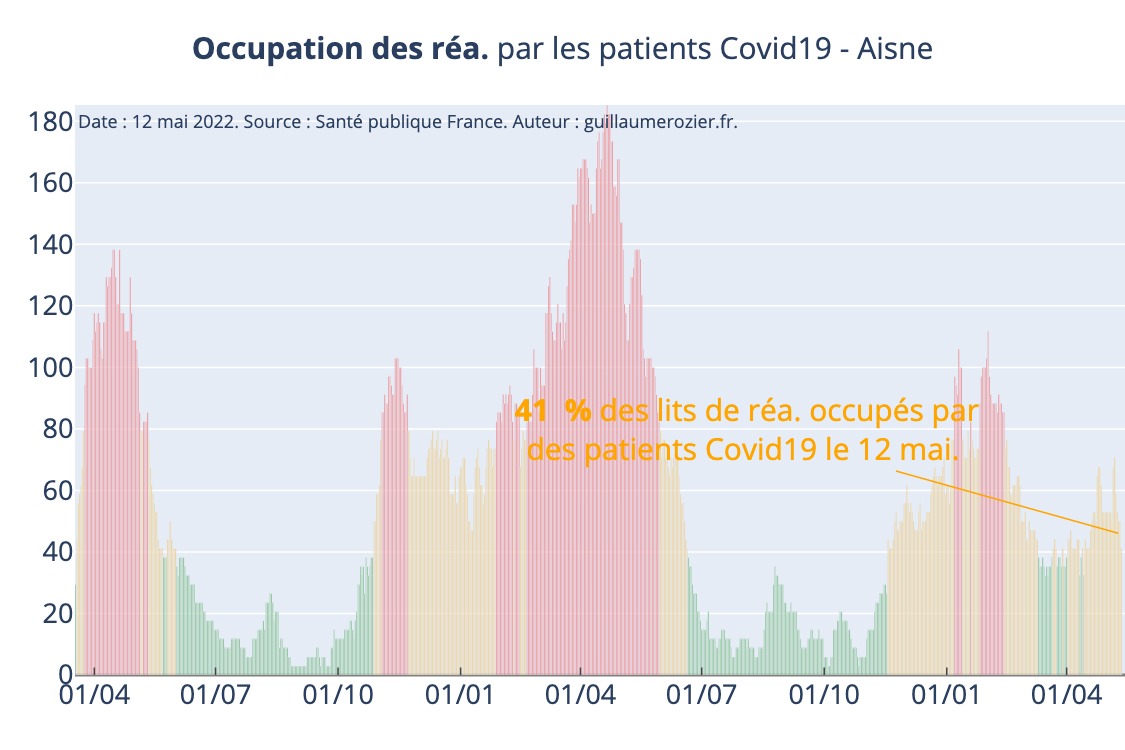 Occupation des réa. par les patients Covid19 - Aisne
180
Date : 12 mai 2022. Source : Santé publique France. Auteur : guillaumerozier.fr.
160
140
120
100
80
60
40
20
0
41 % des lits de réa. occupés par
des patients Covid19 le 12 mai.
01/04 01/07 01/10 01/01 01/04 01/07 01/10 01/01 01/04